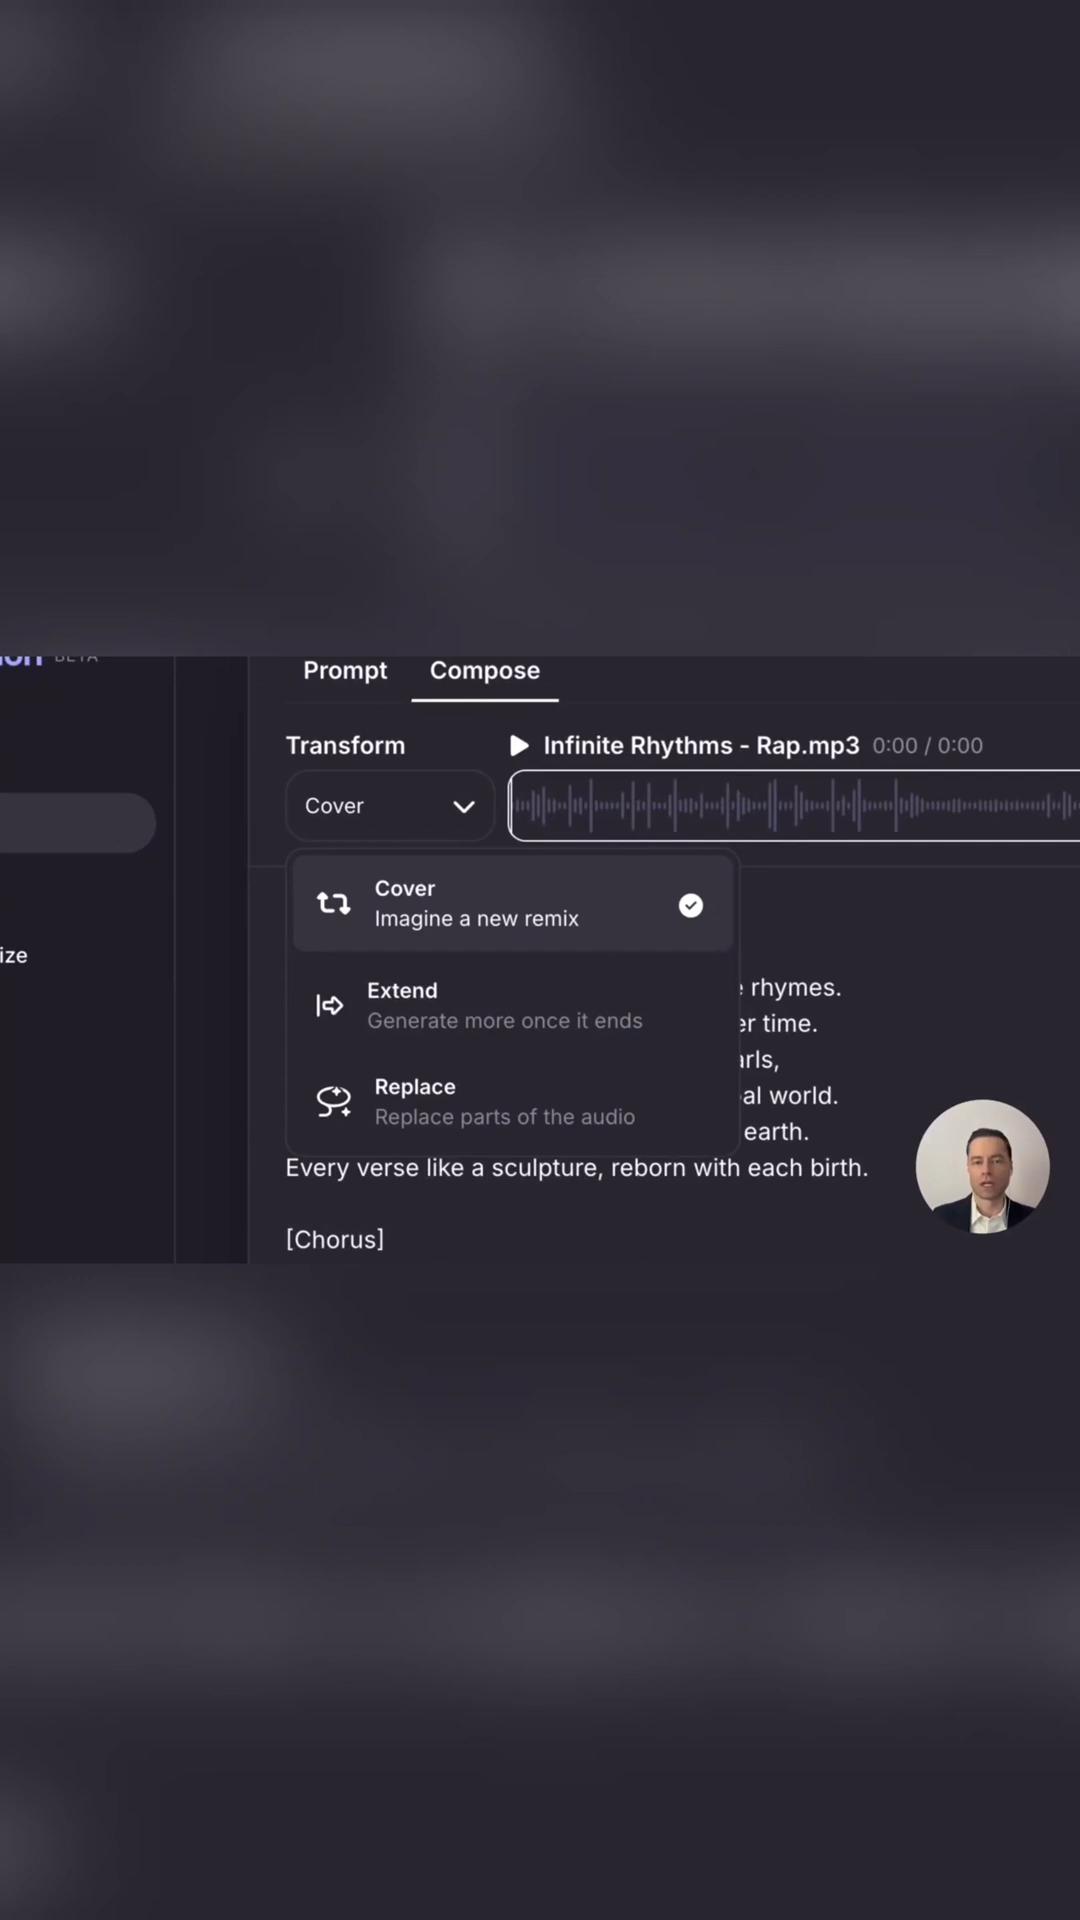 BETA
Prompt Compose
Transform
Infinite Rhythms - Rap.mp3 0:00 / 0:00
Cover
Cover
Imagine a new remix
Extend
Generate more once it ends
Replace
Replace parts of the audio
rhymes.
time.
world.
earth.
Every verse like a sculpture, reborn with each birth.
[Chorus]